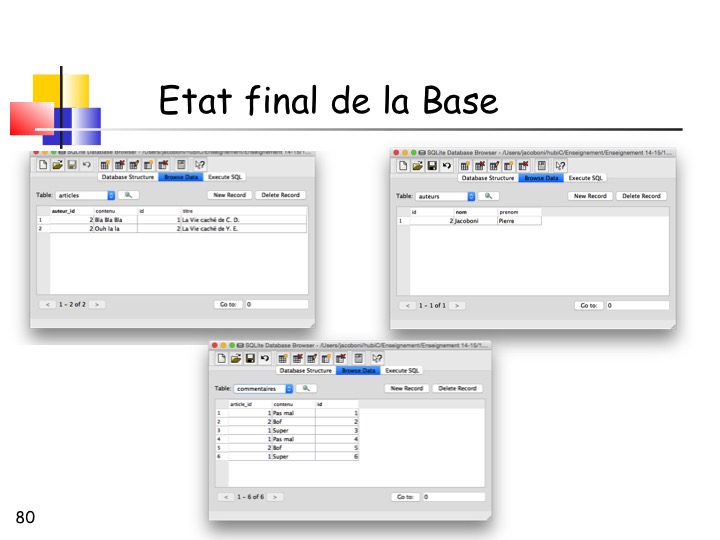 Etat final de la Base
SQLite Database Browser - /Users/jacoboni/hubiC/Enseignement/Enseignement 14-15/1...
Database Structure Browse Data Execute SQL
Table: articles New Record Delete Record
auteur_id contenu id titre
1 2 Bla Bla Bla 1 La Vie caché de C. D.
2 2 Ouh la la 2 La Vie caché de Y. E.
< 1 - 2 of 2 > Go to: 0
SQLite Database Browser - /Users/jacoboni/hubiC/Enseignement/Enseignement 14-15/1...
Database Structure Browse Data Execute SQL
Table: auteurs New Record Delete Record
id nom prenom
1 2 Jacoboni Pierre
< 1 - 1 of 1 > Go to: 0
SQLite Database Browser - /Users/jacoboni/hubiC/Enseignement/Enseignement 14-15/1...
Database Structure Browse Data Execute SQL
Table: commentaires New Record Delete Record
article_id contenu id
1 1 Pas mal 1
2 2 Bof 2
3 1 Super 3
4 1 Pas mal 4
5 2 Bof 5
6 1 Super 6
< 1 - 6 of 6 > Go to: 0
80